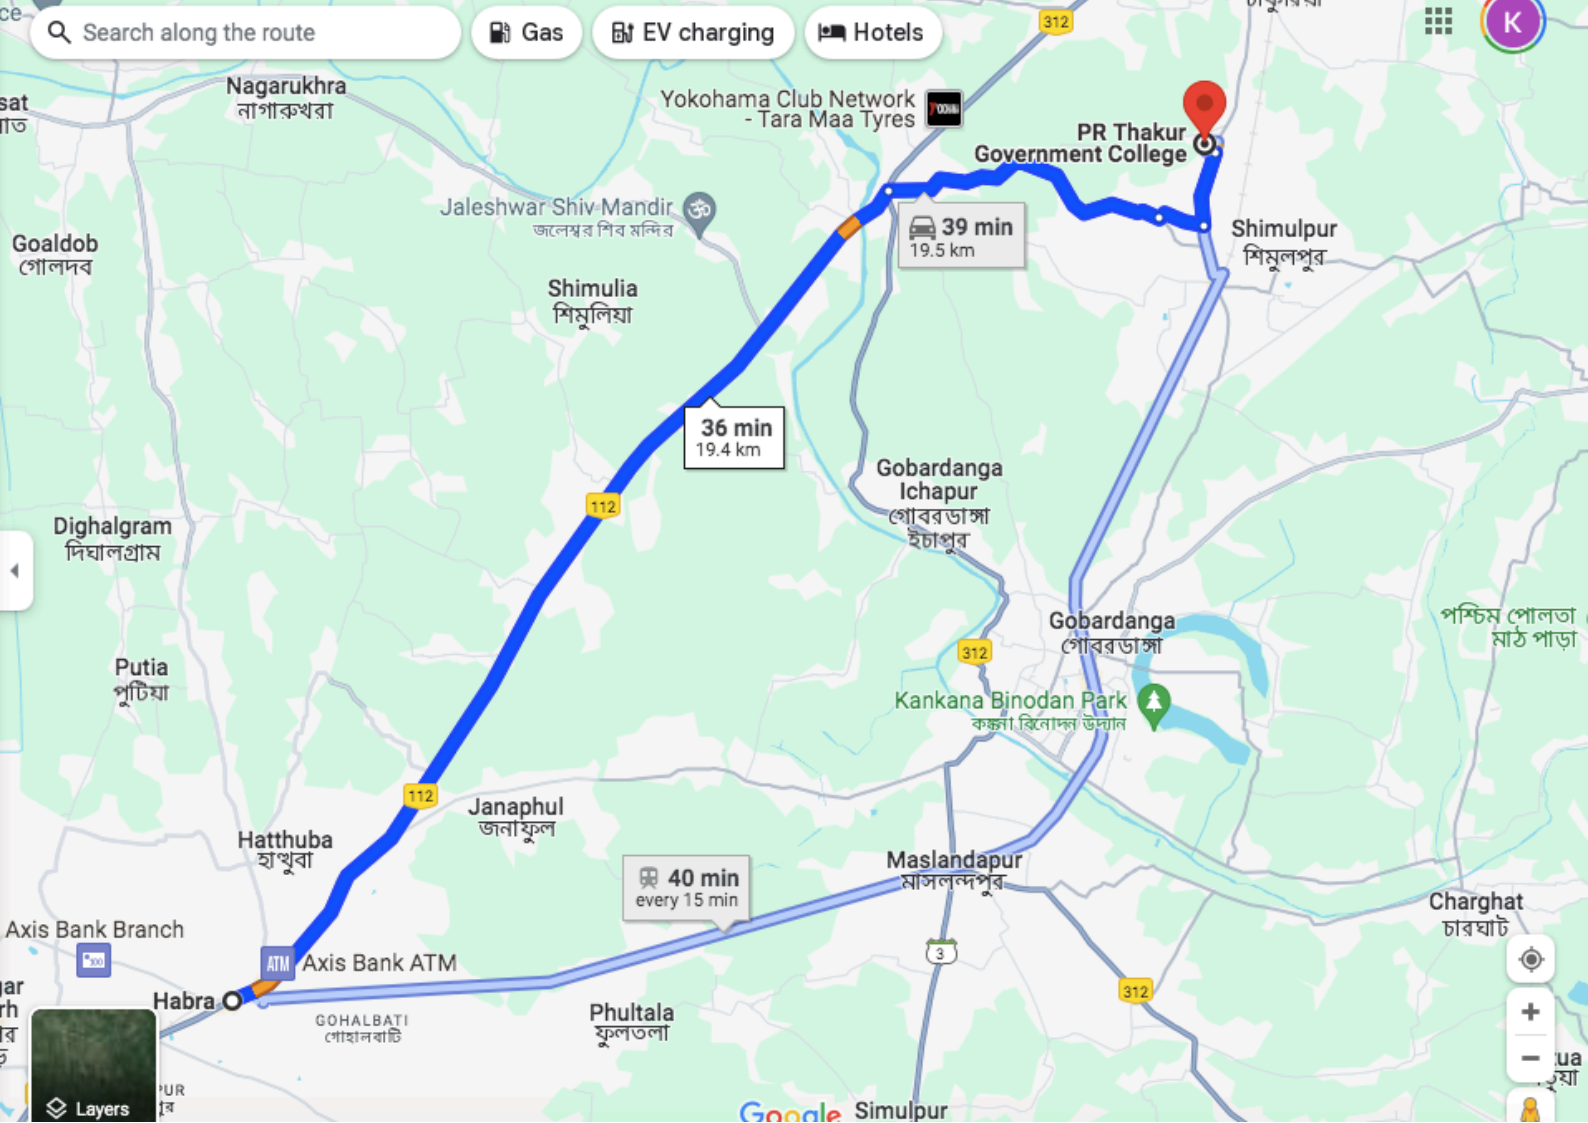 Search along the route
Gas
EV charging
Hotels
312
K
Nagarukhra
নাগারুখরা
Yokohama Club Network
- Tara Maa Tyres
PR Thakur
Government College
Jaleshwar Shiv Mandir
জলেশ্বর শিব মন্দির
39 min
19.5 km
Shimulpur
শিমুলপুর
Goaldob
গোলদব
Shimulia
শিমুলিয়া
36 min
19.4 km
112
Gobardanga
Ichapur
গোবরডাঙ্গা
ইচাপুর
Dighalgram
দিঘালগ্রাম
Gobardanga
গোবরডাঙ্গা
পশ্চিম পোলতা
মাঠ পাড়া
312
Putia
পুটিয়া
Kankana Binodan Park
কঙ্কনা বিনোদন উদ্যান
112
Janaphul
জনাফুল
Hatthuba
হাত্থুবা
Maslandapur
মাসলন্দপুর
40 min
every 15 min
Charghat
চারঘাট
Axis Bank Branch
ATM
Axis Bank ATM
3
312
Habra
GOHALBATI
গোহালবাটি
Phultala
ফুলতলা
Layers
Google
Simulpur